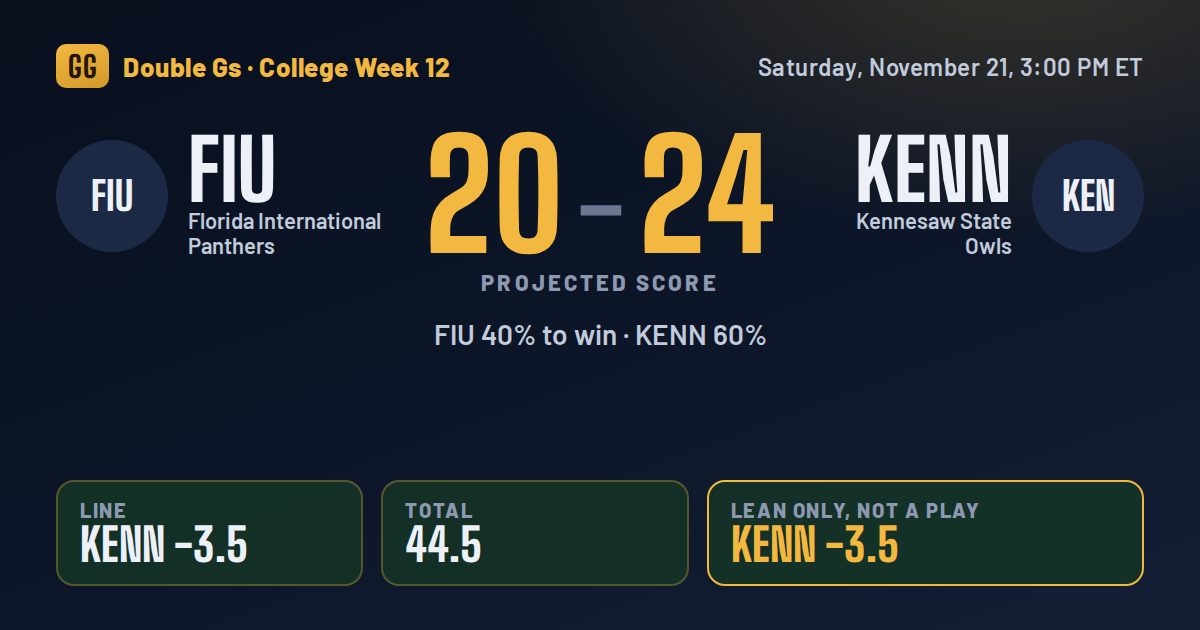 GG
Double Gs · College Week 12
Saturday, November 21, 3:00 PM ET
FIU
FIU
Florida International
Panthers
20 – 24
PROJECTED SCORE
FIU 40% to win · KENN 60%
KENN
Kennesaw State
Owls
KEN
LINE
KENN −3.5
TOTAL
44.5
LEAN ONLY, NOT A PLAY
KENN −3.5